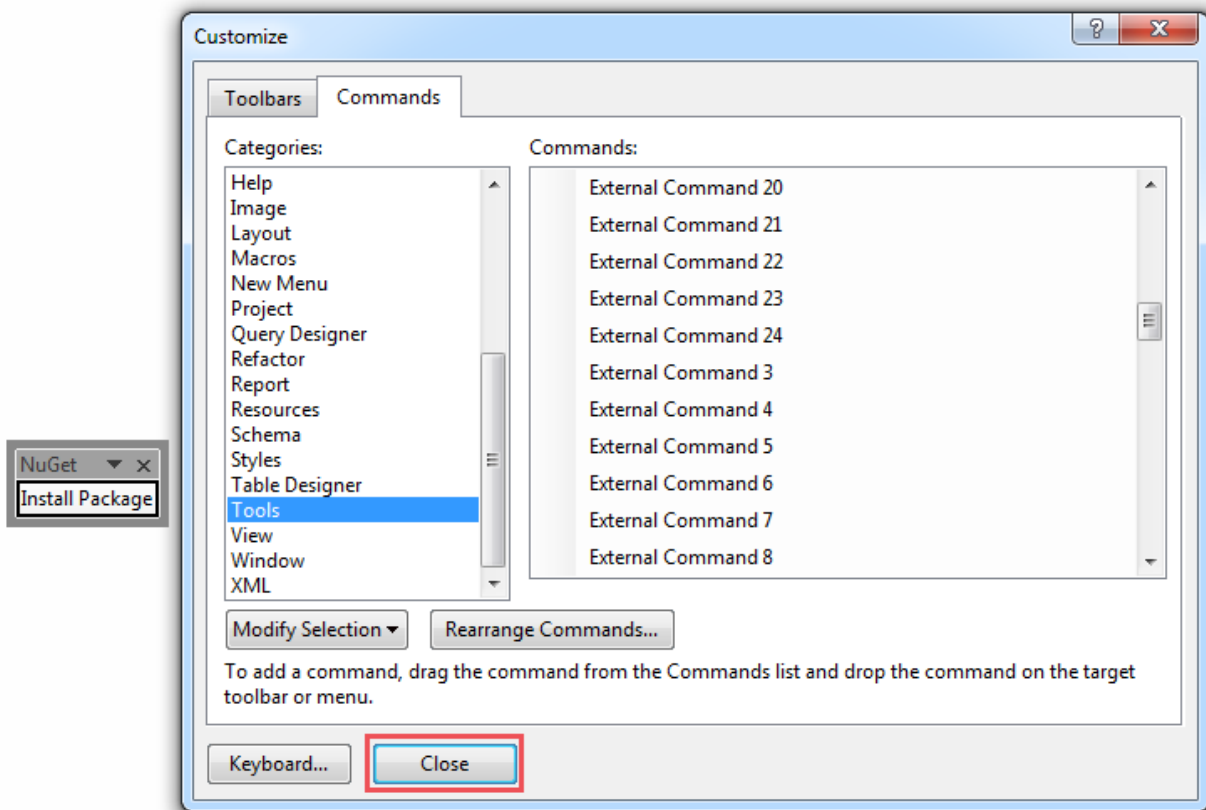 Customize
Toolbars
Commands
Categories:
Commands:
Help
Image
Layout
Macros
New Menu
Project
Query Designer
Refactor
Report
Resources
Schema
Styles
Table Designer
Tools
View
Window
XML
External Command 20
External Command 21
External Command 22
External Command 23
External Command 24
External Command 3
External Command 4
External Command 5
External Command 6
External Command 7
External Command 8
NuGet
Install Package
Modify Selection
Rearrange Commands...
To add a command, drag the command from the Commands list and drop the command on the target
toolbar or menu.
Keyboard...
Close